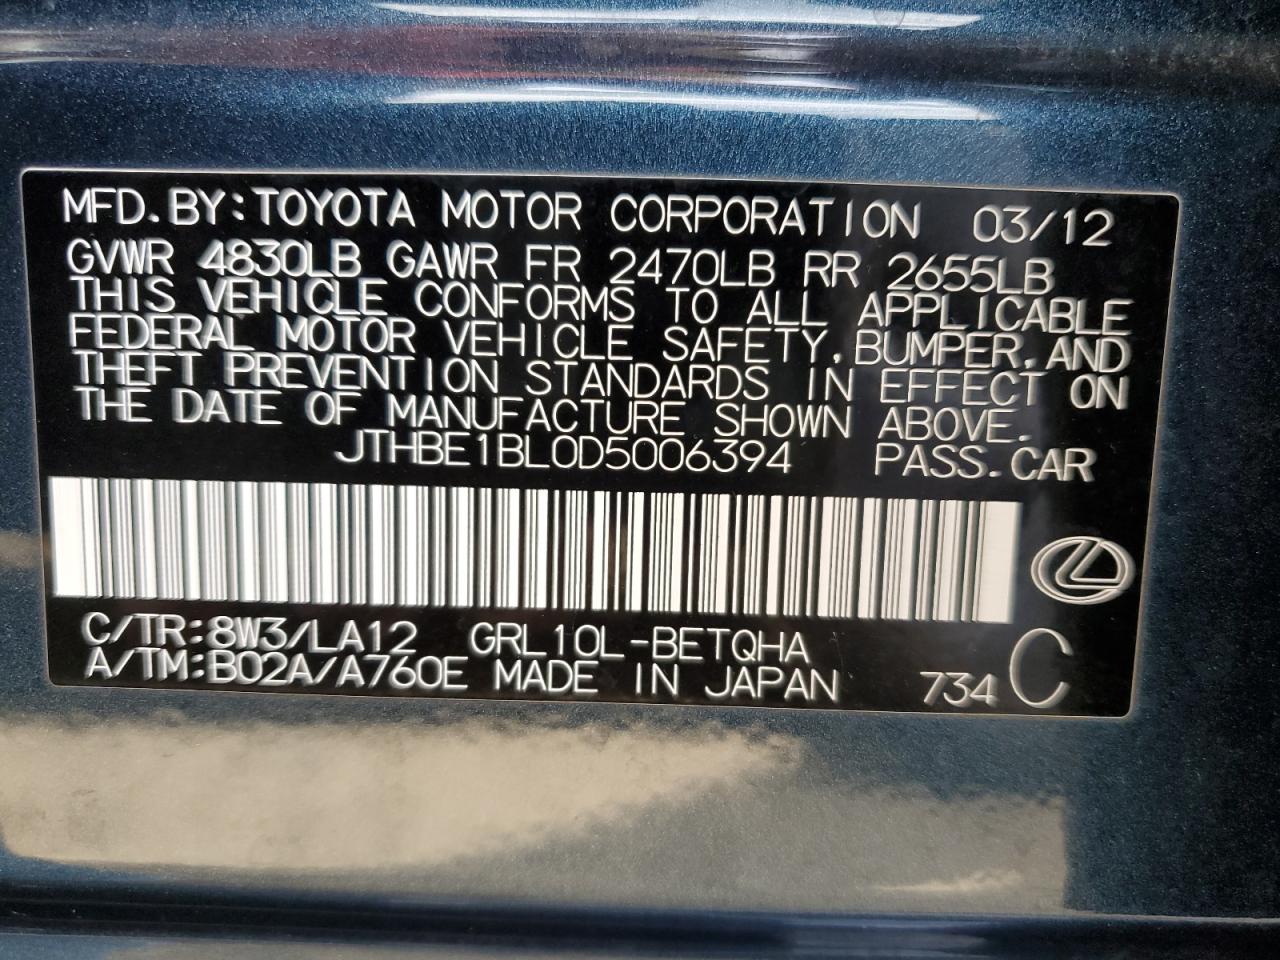 MFD.BY:TOYOTA MOTOR CORPORATION 03/12
GVWR 4830LB GAWR FR 2470LB RR 2655LB
THIS VEHICLE CONFORMS TO ALL APPLICABLE
FEDERAL MOTOR VEHICLE SAFETY,BUMPER,AND
THEFT PREVENTION STANDARDS IN EFFECT ON
THE DATE OF MANUFACTURE SHOWN ABOVE.
JTHBE1BL0D5006394 PASS.CAR
C/TR:8W3/LA12 GRL10L-BETQHA
A/TM:B02A/A760E MADE IN JAPAN 734 C